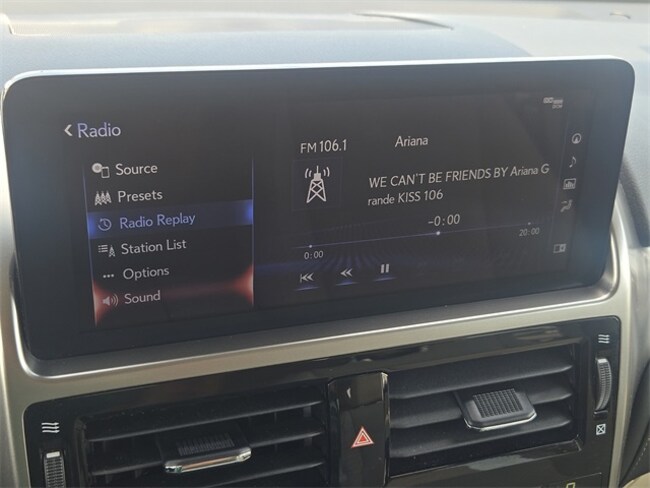 Radio
Source
Presets
Radio Replay
Station List
Options
Sound
FM 106.1
Ariana
WE CAN'T BE FRIENDS BY Ariana G
rande KISS 106
-0:00
0:00
20:00